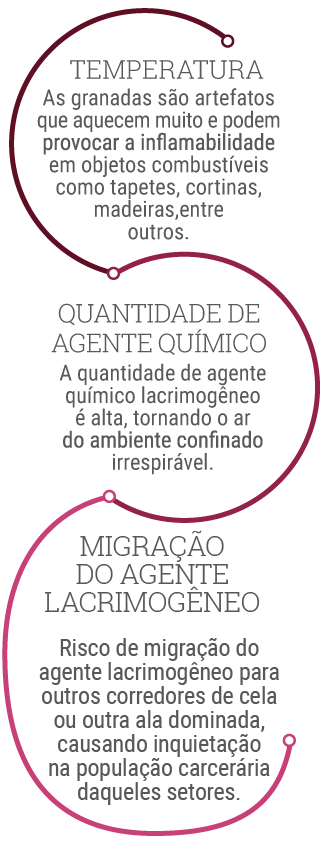 TEMPERATURA
As granadas são artefatos
que aquecem muito e podem
provocar a inflamabilidade
em objetos combustíveis
como tapetes, cortinas,
madeiras,entre
outros.
QUANTIDADE DE
AGENTE QUÍMICO
A quantidade de agente
químico lacrimogêneo
é alta, tornando o ar
do ambiente confinado
irrespirável.
MIGRAÇÃO
DO AGENTE
LACRIMOGÊNEO
Risco de migração do
agente lacrimogêneo para
outros corredores de cela
ou outra ala dominada,
causando inquietação
na população carcerária
daqueles setores.